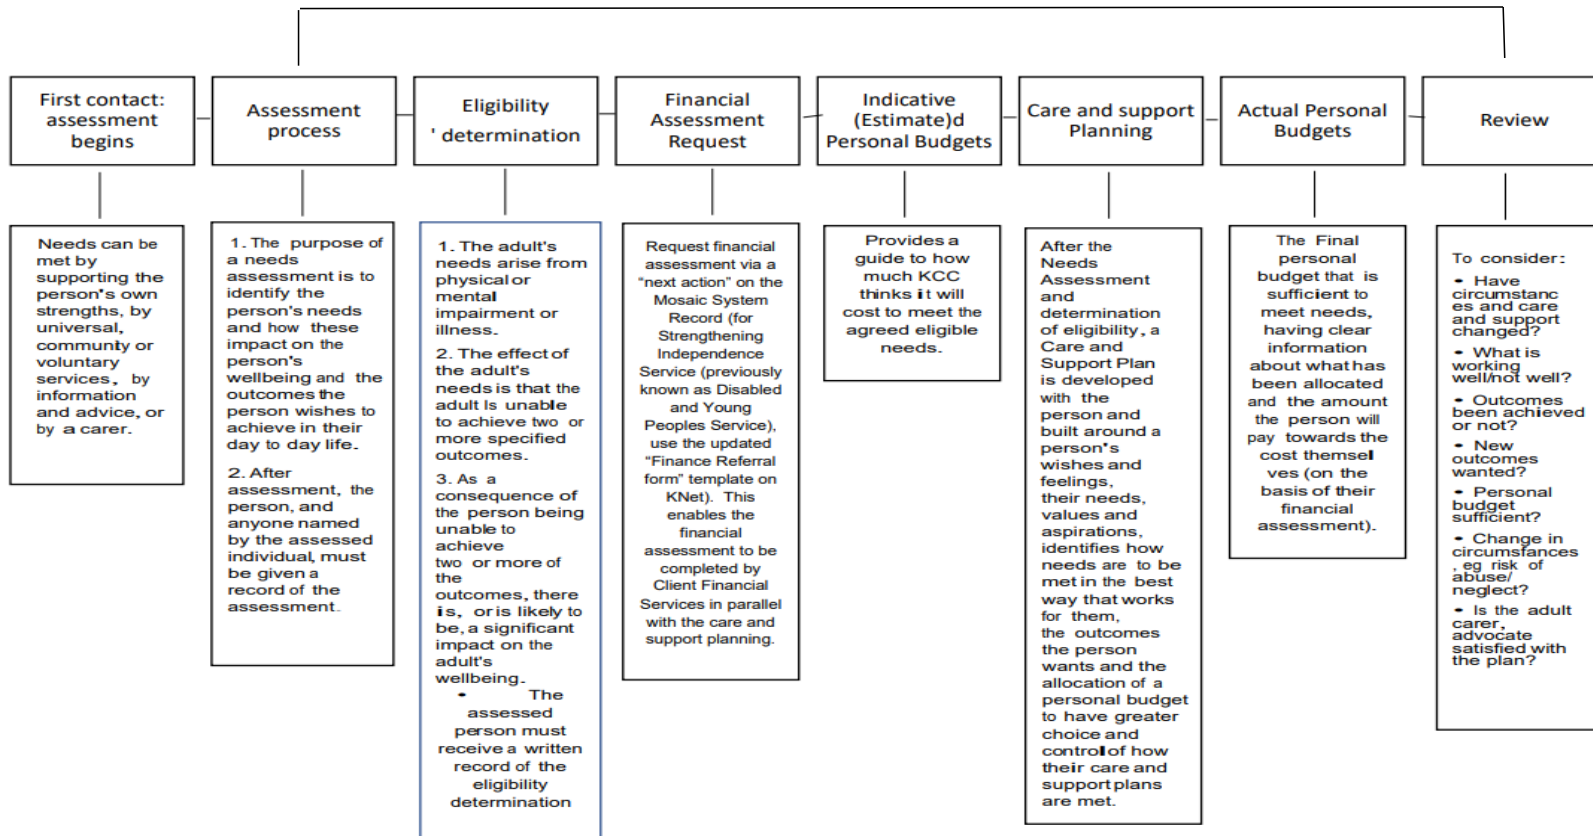 First contact:
assessment
begins
Assessment
process
Eligibility
' determination
Financial
Assessment
Request
Indicative
(Estimate)d
Personal Budgets
Care and support
Planning
Actual Personal
Budgets
Review
Needs can be
met by
supporting the
person's own
strengths, by
universal,
community or
voluntary
services, by
information
and advice, or
by a carer.
1. The purpose of
a needs
assessment is to
identify the
person's needs
and how these
impact on the
person's
wellbeing and the
outcomes the
person wishes to
achieve in their
day to day life.
2. After
assessment, the
person, and
anyone named
by the assessed
individual, must
be given a
record of the
assessment.
1. The adult's
needs arise from
physical or
mental
impairment or
illness.
2. The effect of
the adult's
needs is that the
adult Is unable
to achieve two or
more specified
outcomes.
3. As a
consequence of
the person being
unable to
achieve
two or more of
the
outcomes, there
is, or is likely to
be, a significant
impact on the
adult's
wellbeing.
• The
assessed
person must
receive a written
record of the
eligibility
determination
Request financial
assessment via a
“next action” on the
Mosaic System
Record (for
Strengthening
Independence
Service (previously
known as Disabled
and Young
Peoples Service),
use the updated
“Finance Referral
form” template on
KNet). This
enables the
financial
assessment to be
completed by
Client Financial
Services in parallel
with the care and
support planning.
Provides a
guide to how
much KCC
thinks it will
cost to meet the
agreed eligible
needs.
After the
Needs
Assessment
and
determination
of eligibility, a
Care and
Support Plan
is developed
with the
person and
built around a
person's
wishes and
feelings,
their needs,
values and
aspirations,
identifies how
needs are to be
met in the best
way that works
for them,
the outcomes
the person
wants and the
allocation of a
personal budget
to have greater
choice and
control of how
their care and
support plans
are met.
The Final
personal
budget that is
sufficient to
meet needs,
having clear
information
about what has
been allocated
and the amount
the person will
pay towards the
cost themsel
ves (on the
basis of their
financial
assessment).
To consider:
• Have
circumstanc
es and care
and support
changed?
• What is
working
well/not well?
• Outcomes
been achieved
or not?
• New
outcomes
wanted?
• Personal
budget
sufficient?
• Change in
circumsfances
, eg risk of
abuse/
neglect?
• Is the adult
carer,
advocate
satisfied with
the plan?